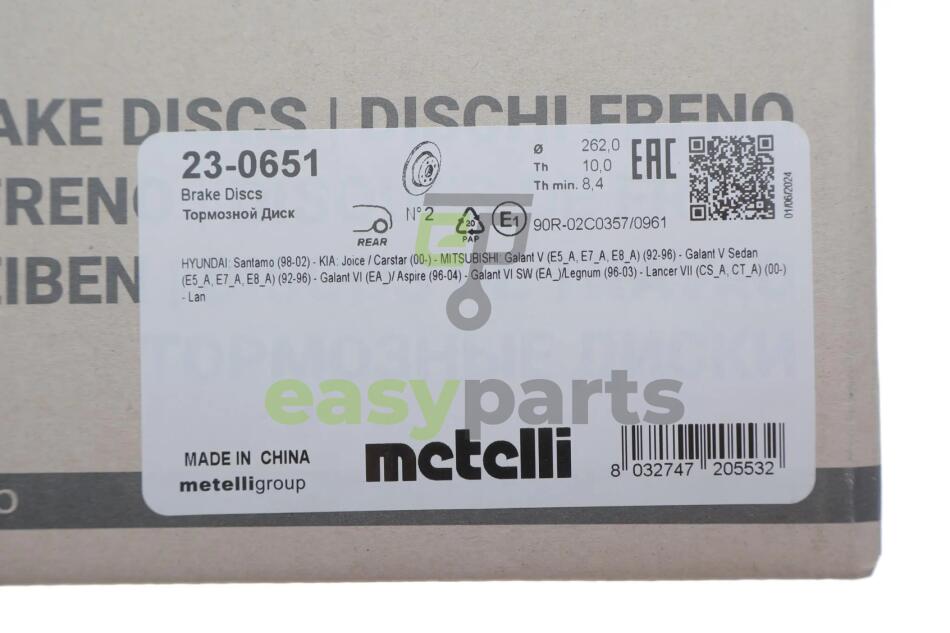 AKE DISCS | DISCHI FRENO
FREN
EIBEN
23-0651
Brake Discs
Тормозной Диск
REAR
N°2
20
PAP
E1
Ø 262,0
Th 10,0
Th min. 8,4
90R-02C0357/0961
EAC
01/06/2024
HYUNDAI: Santamo (98-02) - KIA: Joice / Carstar (00-) - MITSUBISHI: Galant V (E5_A, E7_A, E8_A) (92-96) - Galant V Sedan
(E5_A, E7_A, E8_A) (92-96) - Galant VI (EA_)/ Aspire (96-04) - Galant VI SW (EA_)/Legnum (96-03) - Lancer VII (CS_A, CT_A) (00-)
- Lan
ТОРМОЗНЫЕ ДИСКИ
easyparts
MADE IN CHINA
metelligroup
metelli
8 032747 205532
O